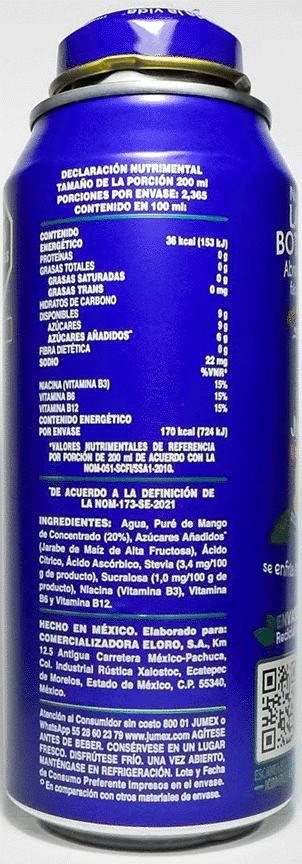 la vida
DECLARACIÓN NUTRIMENTAL
TAMAÑO DE LA PORCIÓN 200 ml
PORCIONES POR ENVASE: 2,365
CONTENIDO EN 100 ml:
CONTENIDO
ENERGÉTICO 36 kcal (153 kJ)
PROTEÍNAS 0 g
GRASAS TOTALES 0 g
GRASAS SATURADAS 0 g
GRASAS TRANS 0 mg
HIDRATOS DE CARBONO
DISPONIBLES 9 g
AZÚCARES 9 g
AZÚCARES AÑADIDOS* 6 g
FIBRA DIETÉTICA 0 g
SODIO 22 mg
%VNR*
NIACINA (VITAMINA B3) 15%
VITAMINA B6 15%
VITAMINA B12 15%
CONTENIDO ENERGÉTICO
POR ENVASE 170 kcal (724 kJ)
*VALORES NUTRIMENTALES DE REFERENCIA
POR PORCIÓN DE 200 ml DE ACUERDO CON LA
NOM-051-SCFI/SSA1-2010.
*DE ACUERDO A LA DEFINICIÓN DE
LA NOM-173-SE-2021
INGREDIENTES: Agua, Puré de Mango
de Concentrado (20%), Azúcares Añadidos*
(Jarabe de Maíz de Alta Fructosa), Ácido
Cítrico, Ácido Ascórbico, Stevia (3,4 mg/100
g de producto), Sucralosa (1,0 mg/100 g de
producto), Niacina (Vitamina B3), Vitamina
B6 y Vitamina B12.
HECHO EN MÉXICO. Elaborado para:
COMERCIALIZADORA ELORO, S.A., Km
12.5 Antigua Carretera México-Pachuca,
Col. Industrial Rústica Xalostoc, Ecatepec
de Morelos, Estado de México, C.P. 55340,
México.
Atención al Consumidor sin costo 800 01 JUMEX o
WhatsApp 55 28 60 23 79 www.jumex.com AGÍTESE
ANTES DE BEBER. CONSÉRVESE EN UN LUGAR
FRESCO. DISFRÚTESE FRÍO. UNA VEZ ABIERTO,
MANTÉNGASE EN REFRIGERACIÓN. Lote y Fecha
de Consumo Preferente Impresos en el envase.
° En comparación con otros materiales de envase.
se enfría